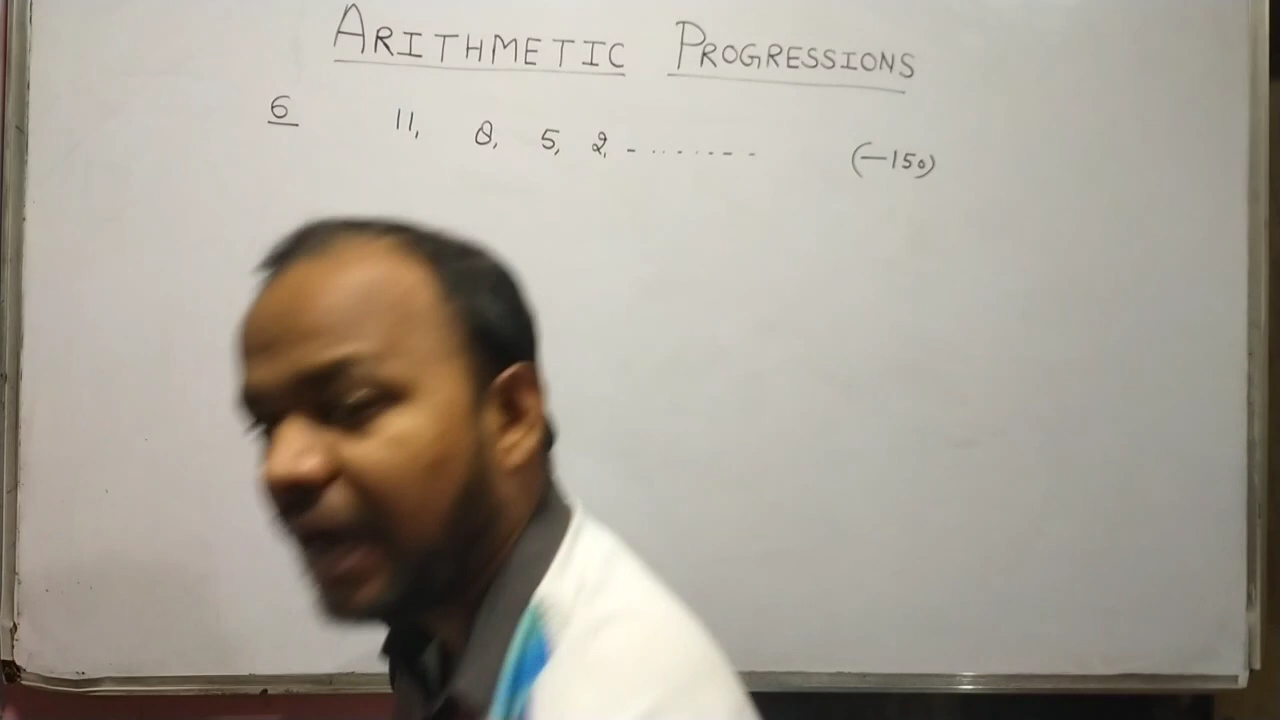 ARITHMETIC PROGRESSIONS
6 11, 8, 5, 2, - ....... - - (-150)